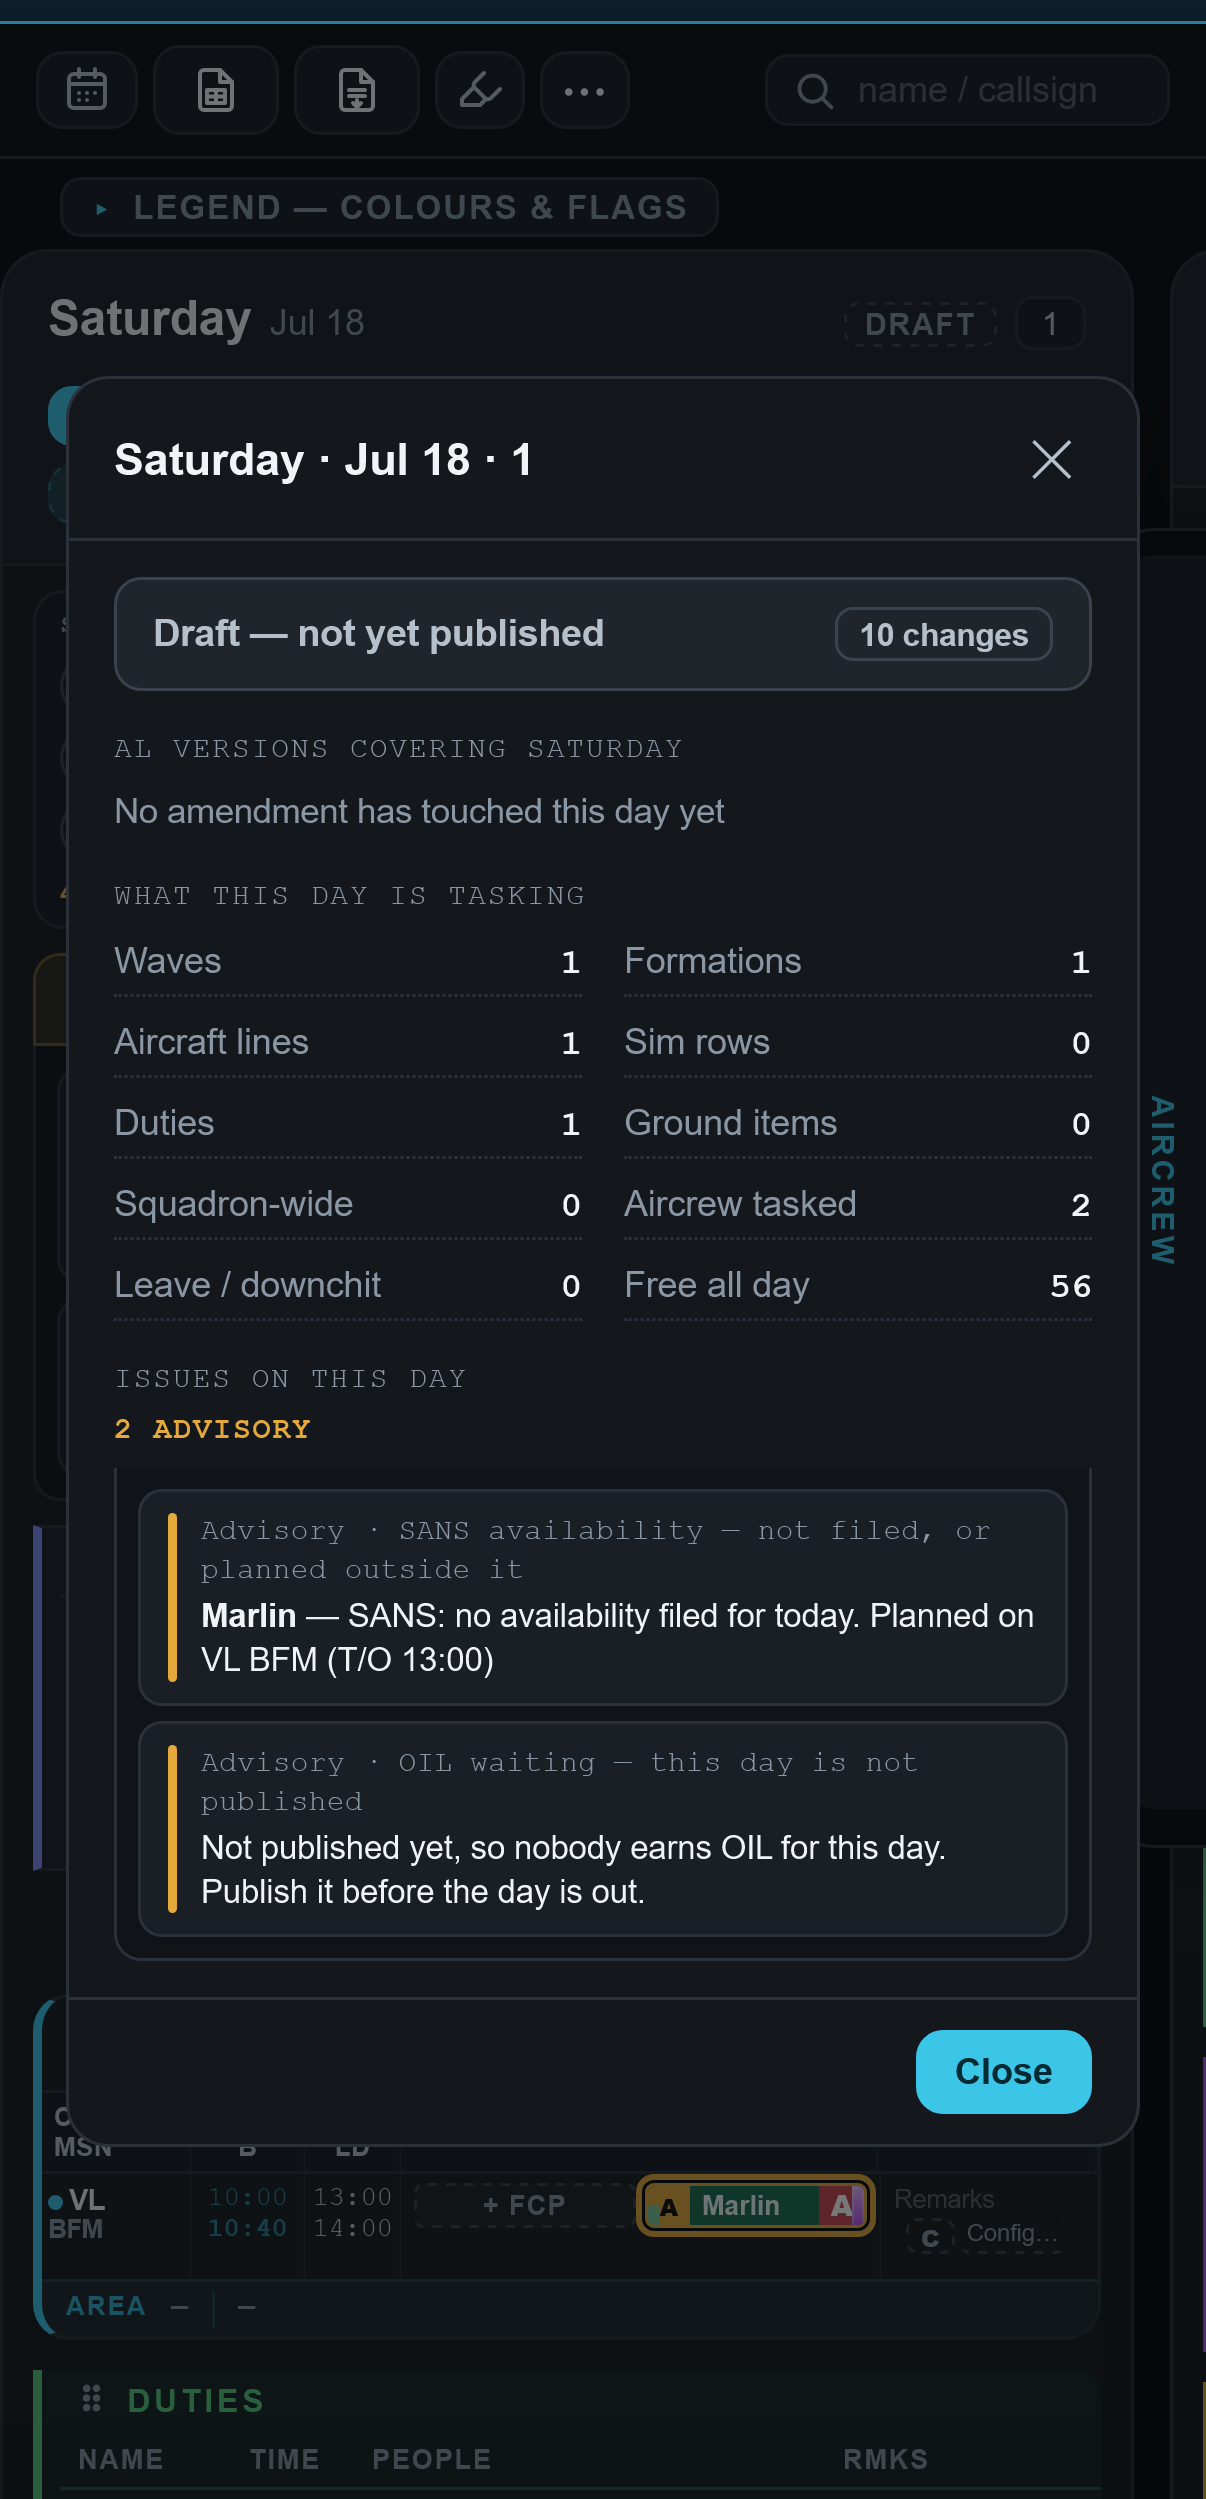 name / callsign
LEGEND — COLOURS & FLAGS
Saturday Jul 18
DRAFT
1
Saturday · Jul 18 · 1
Draft — not yet published
10 changes
AL VERSIONS COVERING SATURDAY
No amendment has touched this day yet
WHAT THIS DAY IS TASKING
Waves 1
Formations 1
Aircraft lines 1
Sim rows 0
Duties 1
Ground items 0
Squadron-wide 0
Aircrew tasked 2
Leave / downchit 0
Free all day 56
AIRCREW
ISSUES ON THIS DAY
2 ADVISORY
Advisory · SANS availability — not filed, or
planned outside it
Marlin — SANS: no availability filed for today. Planned on
VL BFM (T/O 13:00)
Advisory · OIL waiting — this day is not
published
Not published yet, so nobody earns OIL for this day.
Publish it before the day is out.
Close
MSN
VL
BFM
10:00
10:40
13:00
14:00
+ FCP
A Marlin A
Remarks
C Config…
AREA — | —
DUTIES
NAME TIME PEOPLE RMKS